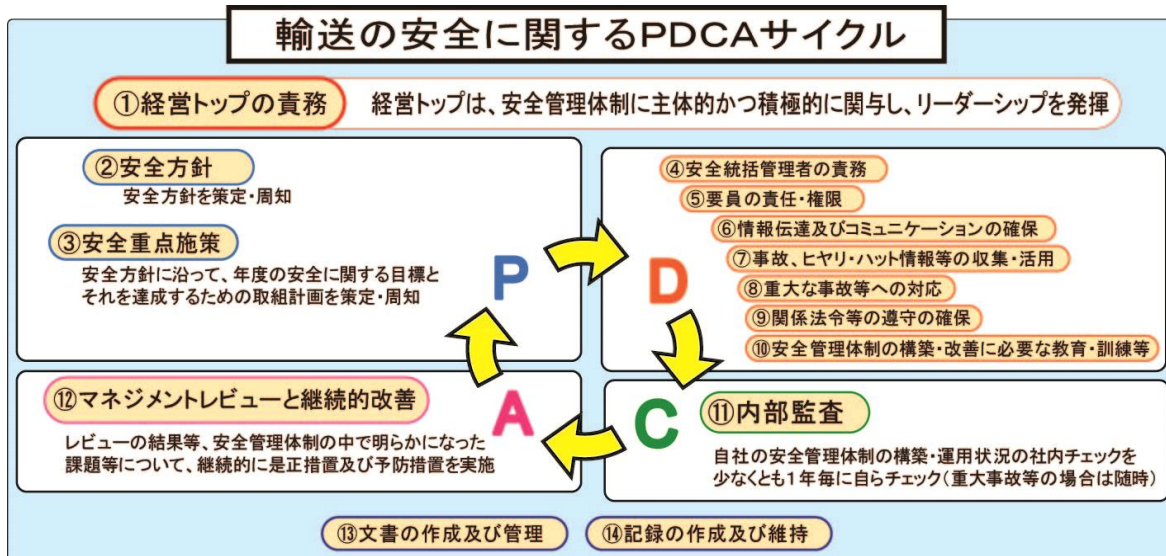 輸送の安全に関するPDCAサイクル
①経営トップの責務
経営トップは、安全管理体制に主体的かつ積極的に関与し、リーダーシップを発揮
②安全方針
安全方針を策定・周知
③安全重点施策
安全方針に沿って、年度の安全に関する目標と
それを達成するための取組計画を策定・周知
P
D
④安全統括管理者の責務
⑤要員の責任・権限
⑥情報伝達及びコミュニケーションの確保
⑦事故、ヒヤリ・ハット情報等の収集・活用
⑧重大な事故等への対応
⑨関係法令等の遵守の確保
⑩安全管理体制の構築・改善に必要な教育・訓練等
⑫マネジメントレビューと継続的改善
レビューの結果等、安全管理体制の中で明らかになった
課題等について、継続的に是正措置及び予防措置を実施
A
C
⑪内部監査
自社の安全管理体制の構築・運用状況の社内チェックを
少なくとも1年毎に自らチェック(重大事故等の場合は随時)
⑬文書の作成及び管理
⑭記録の作成及び維持